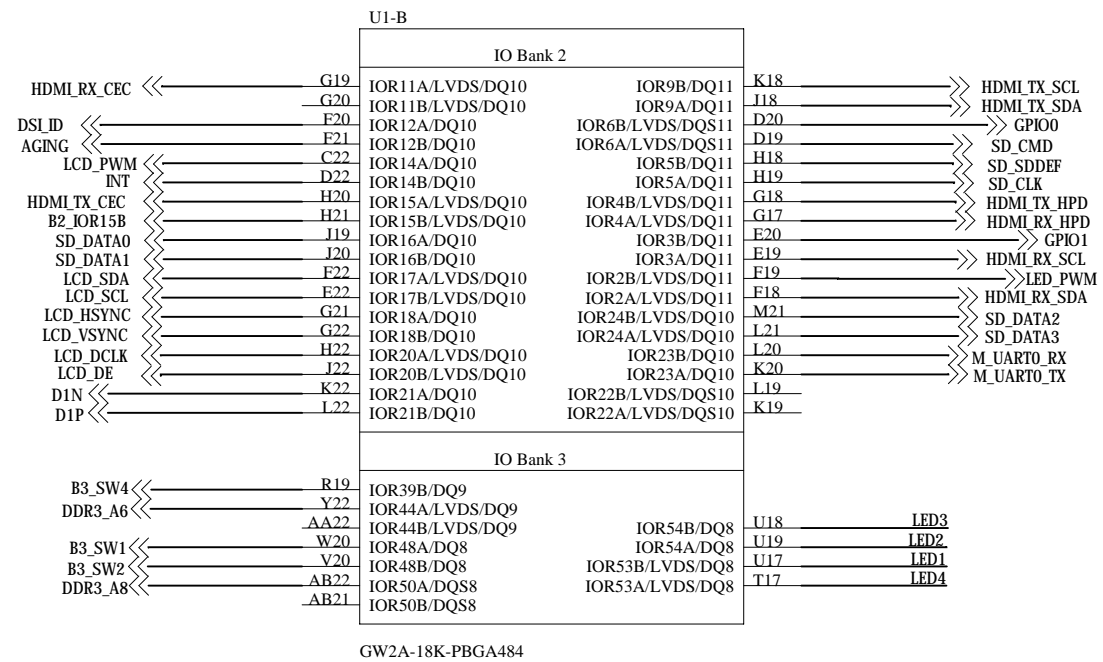 U1-B
IO Bank 2
HDMI_RX_CEC G19 IOR11A/LVDS/DQ10 IOR9B/DQ11 K18 HDMI_TX_SCL
G20 IOR11B/LVDS/DQ10 IOR9A/DQ11 J18 HDMI_TX_SDA
DSI_ID F20 IOR12A/DQ10 IOR6B/LVDS/DQS11 D20 GPIO0
AGING F21 IOR12B/DQ10 IOR6A/LVDS/DQS11 D19 SD_CMD
LCD_PWM C22 IOR14A/DQ10 IOR5B/DQ11 H18 SD_SDDEF
INT D22 IOR14B/DQ10 IOR5A/DQ11 H19 SD_CLK
HDMI_TX_CEC H20 IOR15A/LVDS/DQ10 IOR4B/LVDS/DQ11 G18 HDMI_TX_HPD
B2_IOR15B H21 IOR15B/LVDS/DQ10 IOR4A/LVDS/DQ11 G17 HDMI_RX_HPD
SD_DATA0 J19 IOR16A/DQ10 IOR3B/DQ11 E20 GPIO1
SD_DATA1 J20 IOR16B/DQ10 IOR3A/DQ11 E19 HDMI_RX_SCL
LCD_SDA F22 IOR17A/LVDS/DQ10 IOR2B/LVDS/DQ11 F19 LED_PWM
LCD_SCL E22 IOR17B/LVDS/DQ10 IOR2A/LVDS/DQ11 F18 HDMI_RX_SDA
LCD_HSYNC G21 IOR18A/DQ10 IOR24B/LVDS/DQ10 M21 SD_DATA2
LCD_VSYNC G22 IOR18B/DQ10 IOR24A/LVDS/DQ10 L21 SD_DATA3
LCD_DCLK H22 IOR20A/LVDS/DQ10 IOR23B/DQ10 L20 M_UART0_RX
LCD_DE J22 IOR20B/LVDS/DQ10 IOR23A/DQ10 K20 M_UART0_TX
D1N K22 IOR21A/DQ10 IOR22B/LVDS/DQS10 L19
D1P L22 IOR21B/DQ10 IOR22A/LVDS/DQS10 K19
IO Bank 3
B3_SW4 R19 IOR39B/DQ9
DDR3_A6 Y22 IOR44A/LVDS/DQ9
AA22 IOR44B/LVDS/DQ9 IOR54B/DQ8 U18 LED3
B3_SW1 W20 IOR48A/DQ8 IOR54A/DQ8 U19 LED2
B3_SW2 V20 IOR48B/DQ8 IOR53B/LVDS/DQ8 U17 LED1
DDR3_A8 AB22 IOR50A/DQS8 IOR53A/LVDS/DQ8 T17 LED4
AB21 IOR50B/DQS8
GW2A-18K-PBGA484